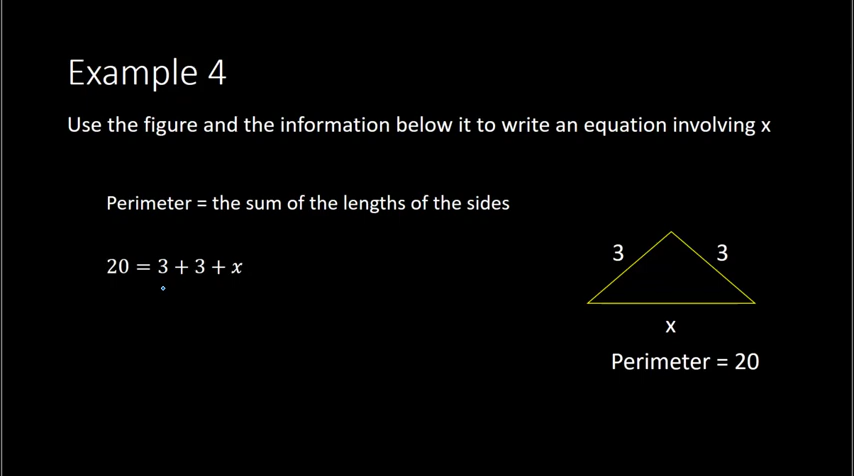 Example 4
Use the figure and the information below it to write an equation involving x
Perimeter = the sum of the lengths of the sides
20 = 3 + 3 + x
3 3
x
Perimeter = 20